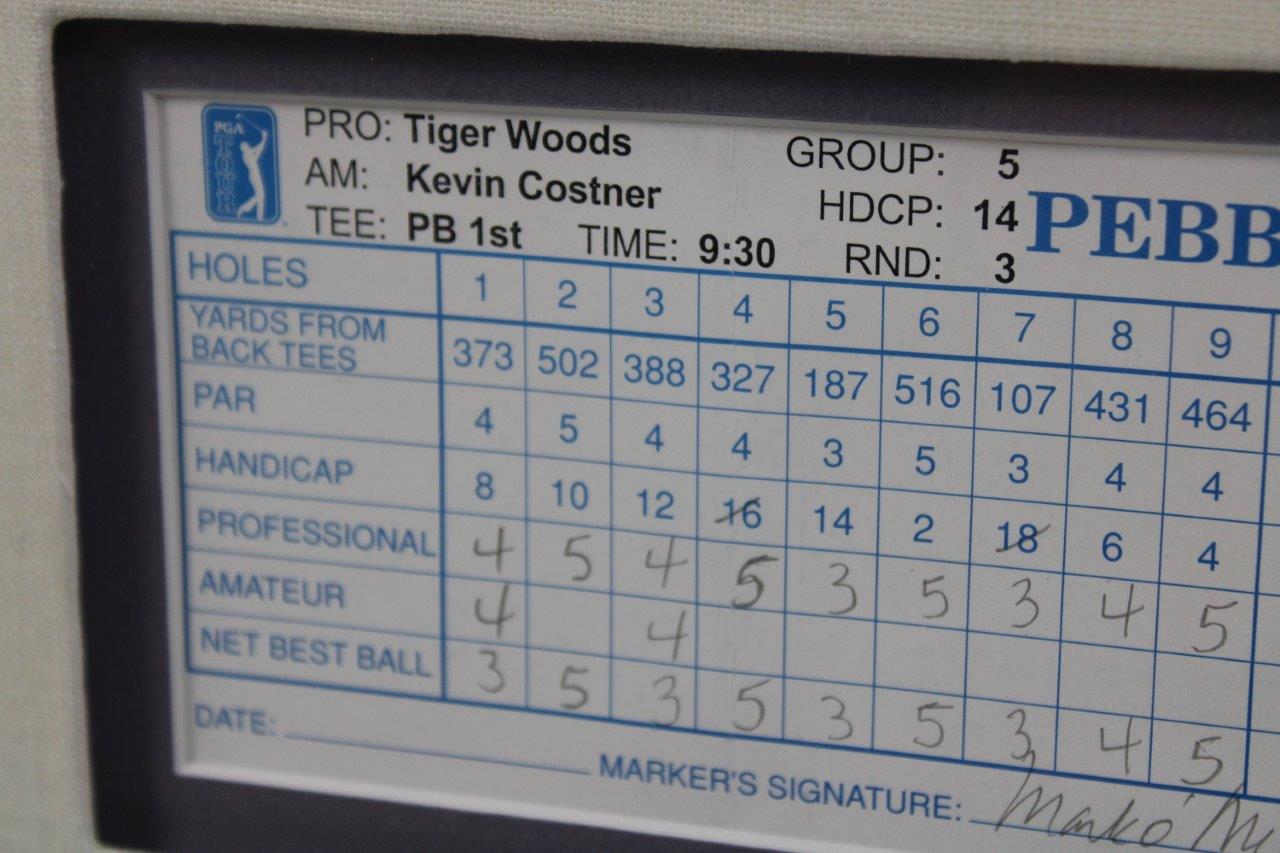 PGA TOUR
PRO: Tiger Woods GROUP: 5
AM: Kevin Costner HDCP: 14
TEE: PB 1st TIME: 9:30 RND: 3
PEBB
HOLES 1 2 3 4 5 6 7 8 9
YARDS FROM BACK TEES 373 502 388 327 187 516 107 431 464
PAR 4 5 4 4 3 5 3 4 4
HANDICAP 8 10 12 16 14 2 18 6 4
PROFESSIONAL 4 5 4 5 3 5 3 4 5
AMATEUR 4 4
NET BEST BALL 3 5 3 5 3 5 3 4 5
DATE:
MARKER'S SIGNATURE: Mark O'M